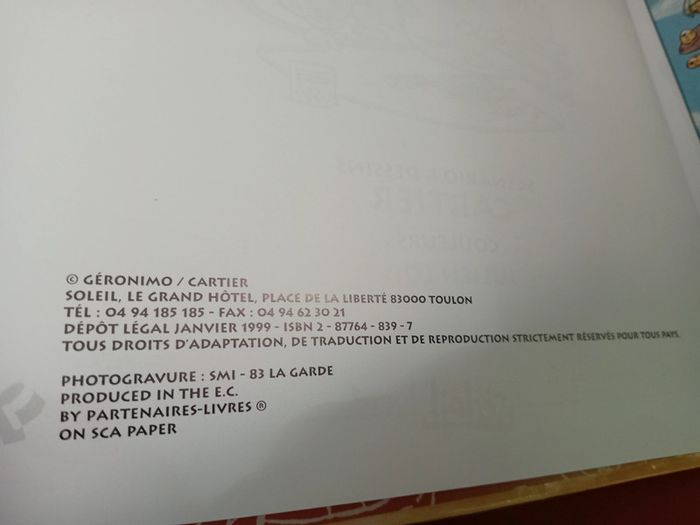 © GÉRONIMO / CARTIER
SOLEIL, LE GRAND HÔTEL, PLACE DE LA LIBERTÉ 83000 TOULON
TÉL : 04 94 185 185 - FAX : 04 94 62 30 21
DÉPÔT LÉGAL JANVIER 1999 - ISBN 2 - 87764 - 839 - 7
TOUS DROITS D'ADAPTATION, DE TRADUCTION ET DE REPRODUCTION STRICTEMENT RÉSERVÉS POUR TOUS PAYS.
PHOTOGRAVURE : SMI - 83 LA GARDE
PRODUCED IN THE E.C.
BY PARTENAIRES-LIVRES ®
ON SCA PAPER